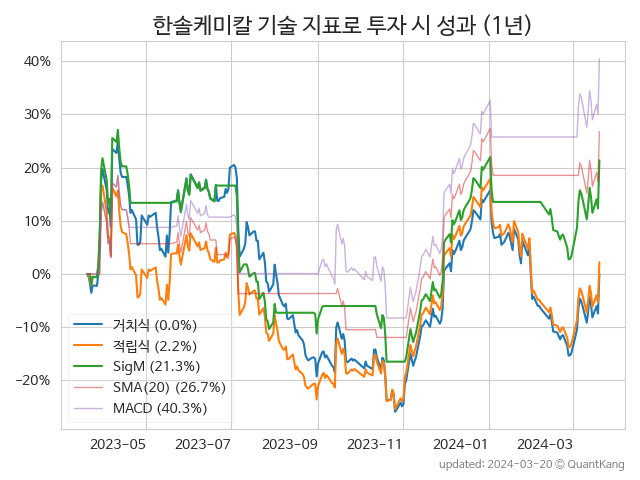 한솔케미칼 기술 지표로 투자 시 성과 (1년)
40%
30%
20%
10%
0%
−10%
−20%
거치식 (0.0%)
적립식 (2.2%)
SigM (21.3%)
SMA(20) (26.7%)
MACD (40.3%)
2023-05 2023-07 2023-09 2023-11 2024-01 2024-03
updated: 2024-03-20 © QuantKang